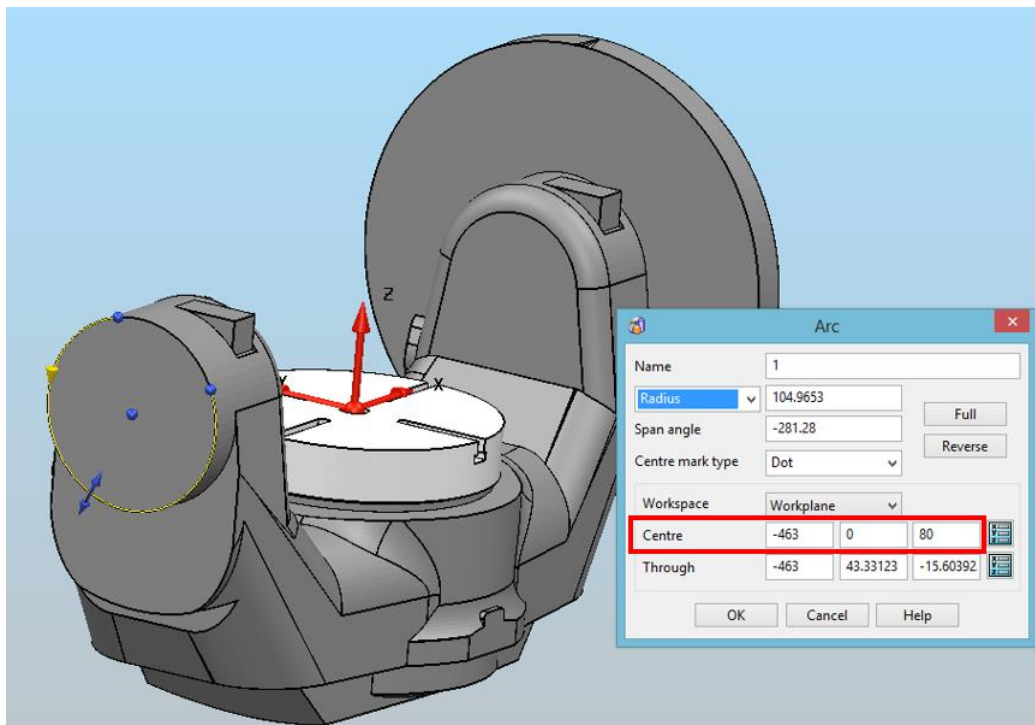 Z
Y
X
Arc
Name 1
Radius 104.9653
Span angle -281.28
Full
Reverse
Centre mark type Dot
Workspace Workplane
Centre -463 0 80
Through -463 43.33123 -15.60392
OK Cancel Help